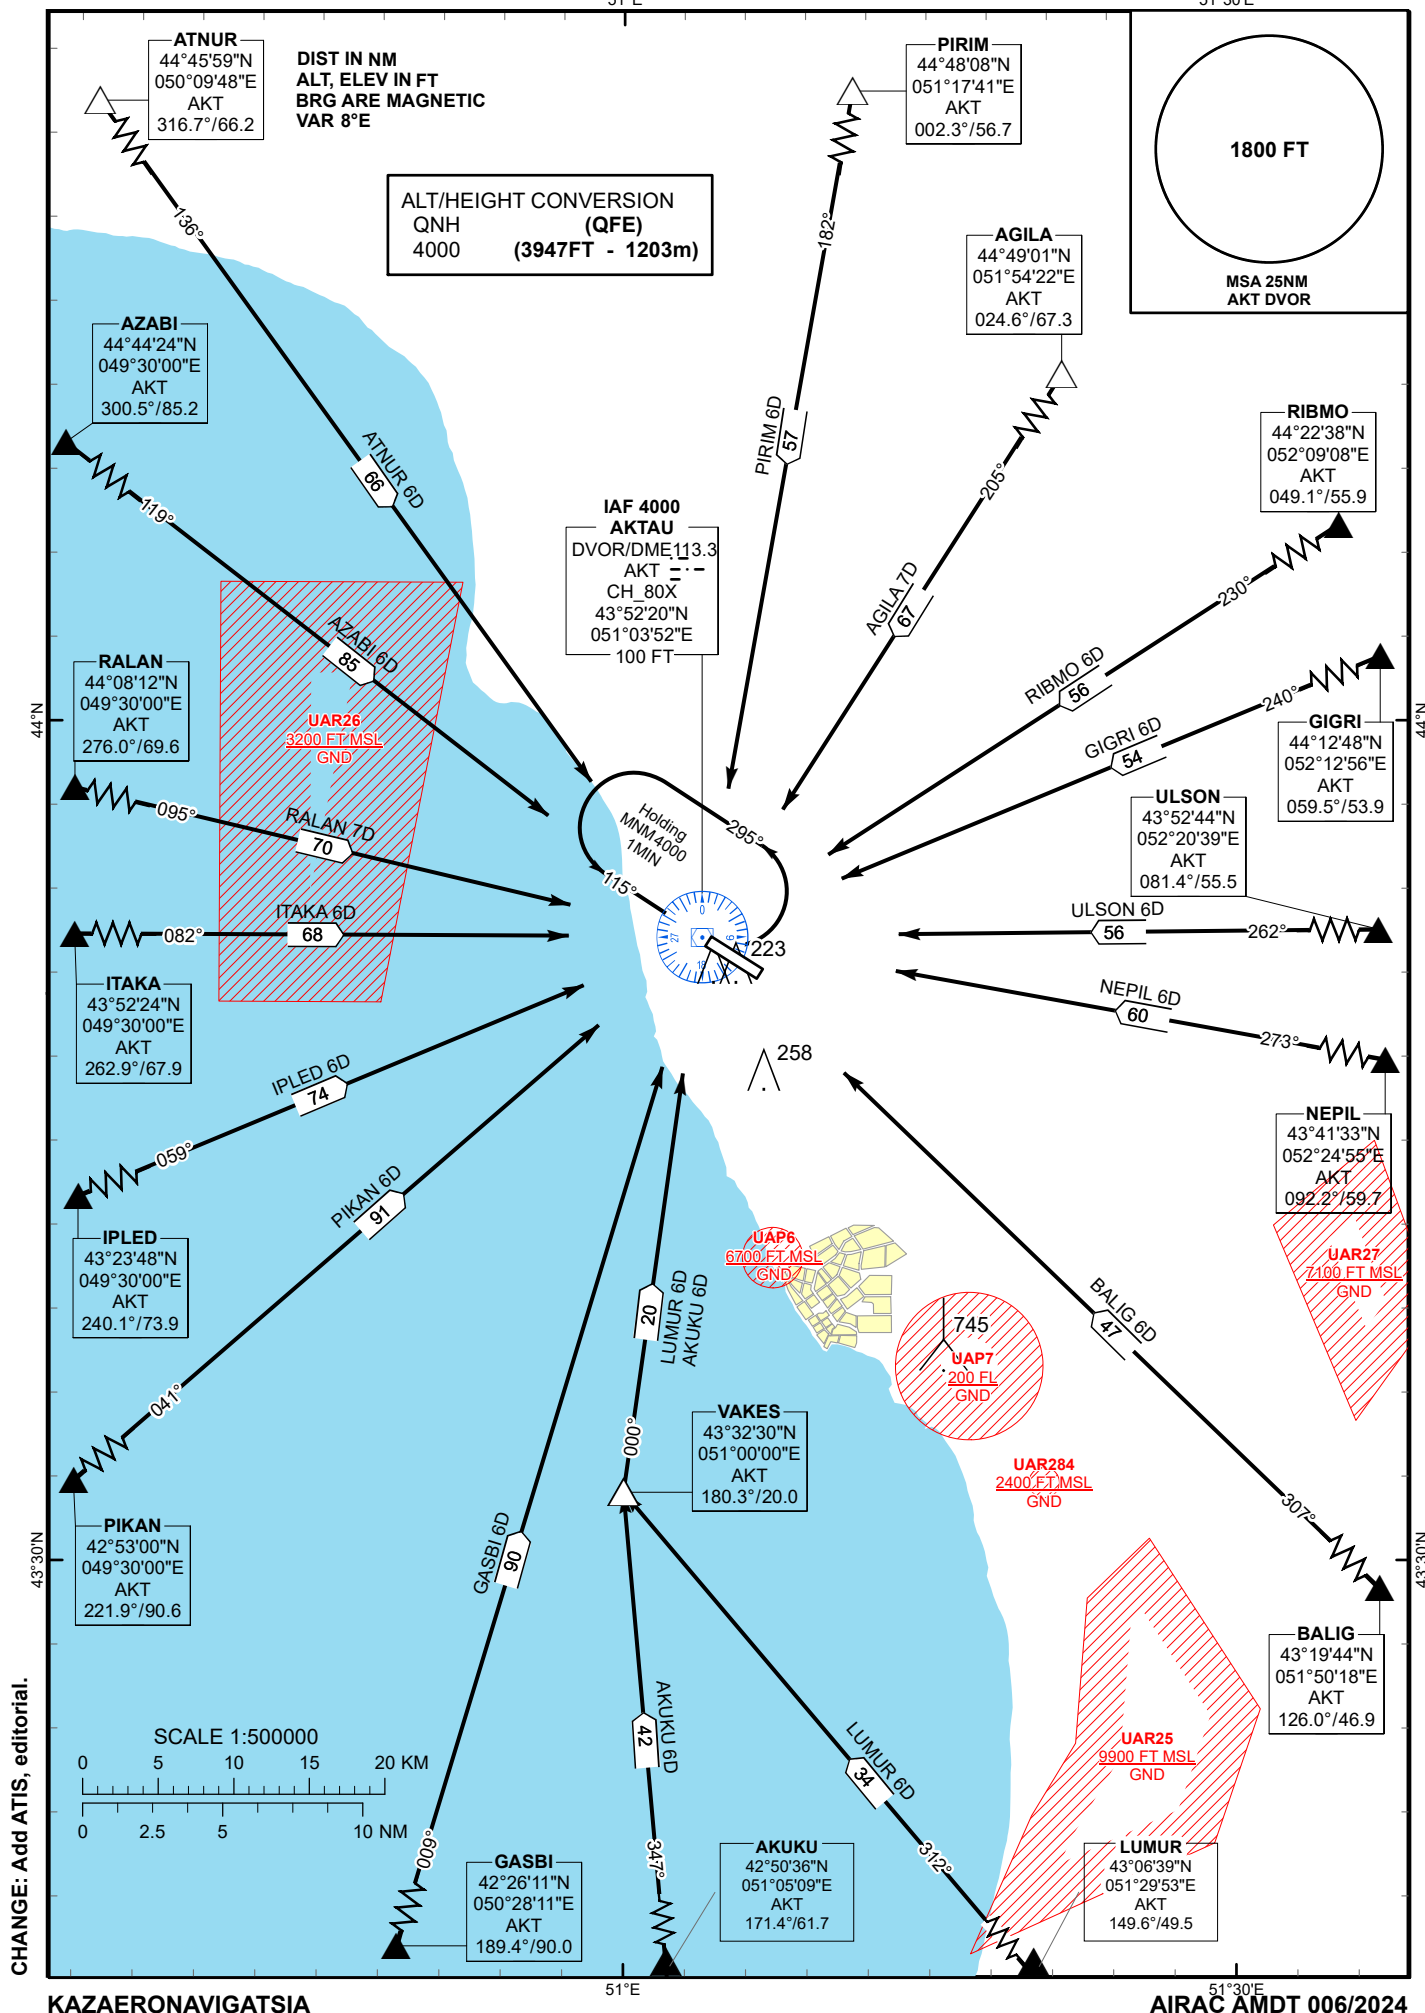 51°E
51°30'E
ATNUR
44°45'59"N
050°09'48"E
AKT
316.7°/66.2
DIST IN NM
ALT, ELEV IN FT
BRG ARE MAGNETIC
VAR 8°E
PIRIM
44°48'08"N
051°17'41"E
AKT
002.3°/56.7
1800 FT
MSA 25NM
AKT DVOR
ALT/HEIGHT CONVERSION
QNH (QFE)
4000 (3947FT - 1203m)
136°
182°
AGILA
44°49'01"N
051°54'22"E
AKT
024.6°/67.3
AZABI
44°44'24"N
049°30'00"E
AKT
300.5°/85.2
ATNUR 6D
66
PIRIM 6D
57
205°
RIBMO
44°22'38"N
052°09'08"E
AKT
049.1°/55.9
119°
IAF 4000
AKTAU
DVOR/DME113.3
AKT
CH_80X
43°52'20"N
051°03'52"E
100 FT
AGILA 7D
67
230°
AZABI 6D
85
RALAN
44°08'12"N
049°30'00"E
AKT
276.0°/69.6
RIBMO 6D
56
240°
GIGRI 6D
54
GIGRI
44°12'48"N
052°12'56"E
AKT
059.5°/53.9
44°N
44°N
UAR26
3200 FT MSL
GND
095°
RALAN 7D
70
Holding
MNM4000
1MIN
295°
115°
ULSON
43°52'44"N
052°20'39"E
AKT
081.4°/55.5
082°
ITAKA 6D
68
0
9
18
27
223
ULSON 6D
56
262°
ITAKA
43°52'24"N
049°30'00"E
AKT
262.9°/67.9
NEPIL 6D
60
273°
258
IPLED 6D
74
059°
NEPIL
43°41'33"N
052°24'55"E
AKT
092.2°/59.7
PIKAN 6D
91
IPLED
43°23'48"N
049°30'00"E
AKT
240.1°/73.9
UAP6
6700 FT MSL
GND
UAR27
7100 FT MSL
GND
20
LUMUR 6D
AKUKU 6D
745
UAP7
200 FL
GND
BALIG 6D
47
041°
000°
VAKES
43°32'30"N
051°00'00"E
AKT
180.3°/20.0
UAR284
2400 FT MSL
GND
307°
PIKAN
42°53'00"N
049°30'00"E
AKT
221.9°/90.6
GASBI 6D
90
43°30'N
43°30'N
BALIG
43°19'44"N
051°50'18"E
AKT
126.0°/46.9
AKUKU 6D
42
LUMUR 6D
34
UAR25
9900 FT MSL
GND
SCALE 1:500000
0 5 10 15 20 KM
0 2.5 5 10 NM
009°
347°
312°
GASBI
42°26'11"N
050°28'11"E
AKT
189.4°/90.0
AKUKU
42°50'36"N
051°05'09"E
AKT
171.4°/61.7
LUMUR
43°06'39"N
051°29'53"E
AKT
149.6°/49.5
CHANGE: Add ATIS, editorial.
51°E
51°30'E
KAZAERONAVIGATSIA
AIRAC AMDT 006/2024